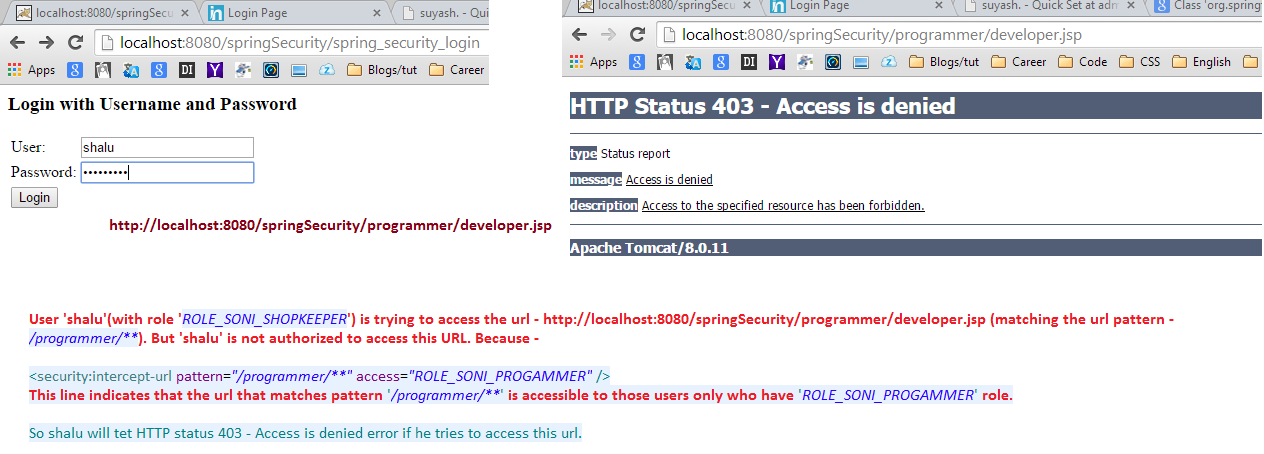 localhost:8080/springSecu
Login Page
suyash. - Qui
localhost:8080/springSecurity/spring_security_login
Apps
DI
Blogs/tut
Career
Login with Username and Password
User:
shalu
Password:
•••••••••
Login
http://localhost:8080/springSecurity/programmer/developer.jsp
localhost:8080/springSecu
Login Page
suyash. - Quick Set at adm
Class 'org.spring
localhost:8080/springSecurity/programmer/developer.jsp
Apps
DI
Blogs/tut
Career
Code
CSS
English
HTTP Status 403 - Access is denied
type Status report
message Access is denied
description Access to the specified resource has been forbidden.
Apache Tomcat/8.0.11
User 'shalu'(with role 'ROLE_SONI_SHOPKEEPER') is trying to access the url - http://localhost:8080/springSecurity/programmer/developer.jsp (matching the url pattern -
/programmer/**). But 'shalu' is not authorized to access this URL. Because -
<security:intercept-url pattern="/programmer/**" access="ROLE_SONI_PROGAMMER" />
This line indicates that the url that matches pattern '/programmer/**' is accessible to those users only who have 'ROLE_SONI_PROGAMMER' role.
So shalu will tet HTTP status 403 - Access is denied error if he tries to access this url.